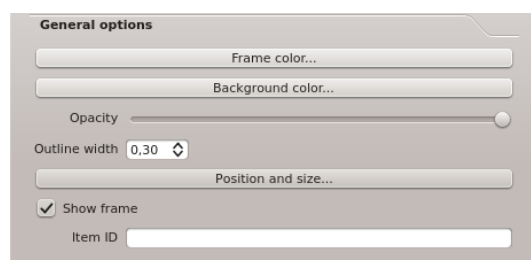 General options
Frame color...
Background color...
Opacity
Outline width 0,30
Position and size...
Show frame
Item ID